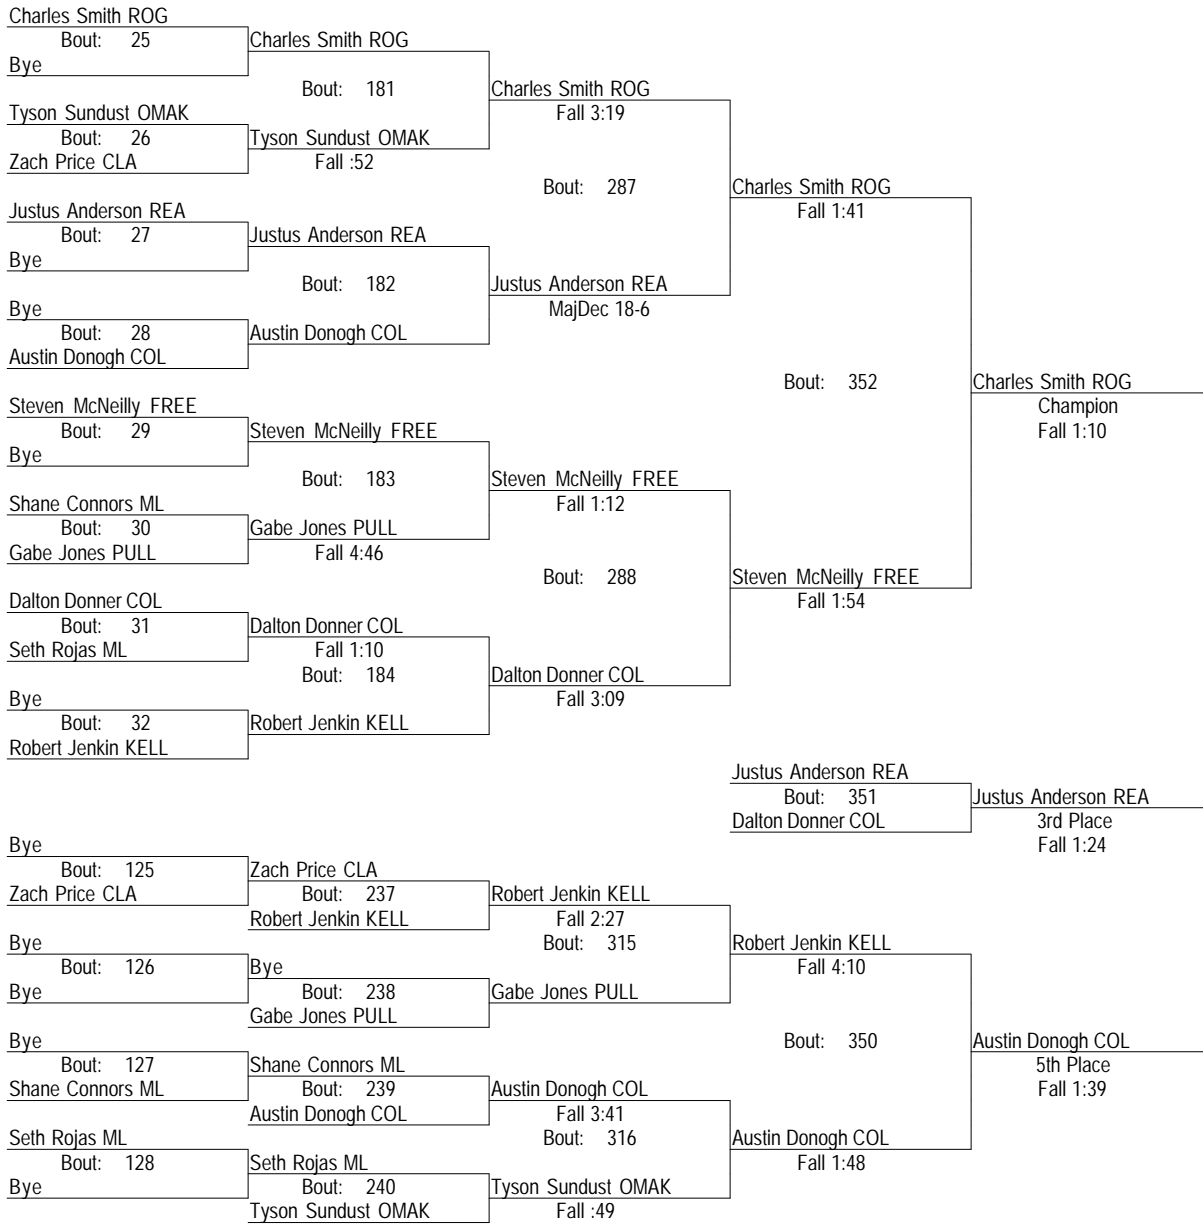 Charles Smith ROG
Bout: 25 Charles Smith ROG
Bye
Bout: 181 Charles Smith ROG
Tyson Sundust OMAK Fall 3:19
Bout: 26 Tyson Sundust OMAK
Zach Price CLA Fall :52
Bout: 287 Charles Smith ROG
Justus Anderson REA Fall 1:41
Bout: 27 Justus Anderson REA
Bye
Bout: 182 Justus Anderson REA
Bye MajDec 18-6
Bout: 28 Austin Donogh COL
Austin Donogh COL
Bout: 352 Charles Smith ROG
Steven McNeilly FREE Champion
Bout: 29 Steven McNeilly FREE Fall 1:10
Bye
Bout: 183 Steven McNeilly FREE
Shane Connors ML Fall 1:12
Bout: 30 Gabe Jones PULL
Gabe Jones PULL Fall 4:46
Bout: 288 Steven McNeilly FREE
Dalton Donner COL Fall 1:54
Bout: 31 Dalton Donner COL
Seth Rojas ML Fall 1:10
Bout: 184 Dalton Donner COL
Bye Fall 3:09
Bout: 32 Robert Jenkin KELL
Robert Jenkin KELL
Justus Anderson REA
Bout: 351 Justus Anderson REA
Dalton Donner COL 3rd Place
Bye Fall 1:24
Bout: 125 Zach Price CLA
Zach Price CLA Bout: 237 Robert Jenkin KELL
Robert Jenkin KELL Fall 2:27
Bye Bout: 315 Robert Jenkin KELL
Bout: 126 Bye Fall 4:10
Bye Bout: 238 Gabe Jones PULL
Gabe Jones PULL
Bye Bout: 350 Austin Donogh COL
Bout: 127 Shane Connors ML 5th Place
Shane Connors ML Bout: 239 Austin Donogh COL Fall 1:39
Austin Donogh COL Fall 3:41
Seth Rojas ML Bout: 316 Austin Donogh COL
Bout: 128 Seth Rojas ML Fall 1:48
Bye Bout: 240 Tyson Sundust OMAK
Tyson Sundust OMAK Fall :49